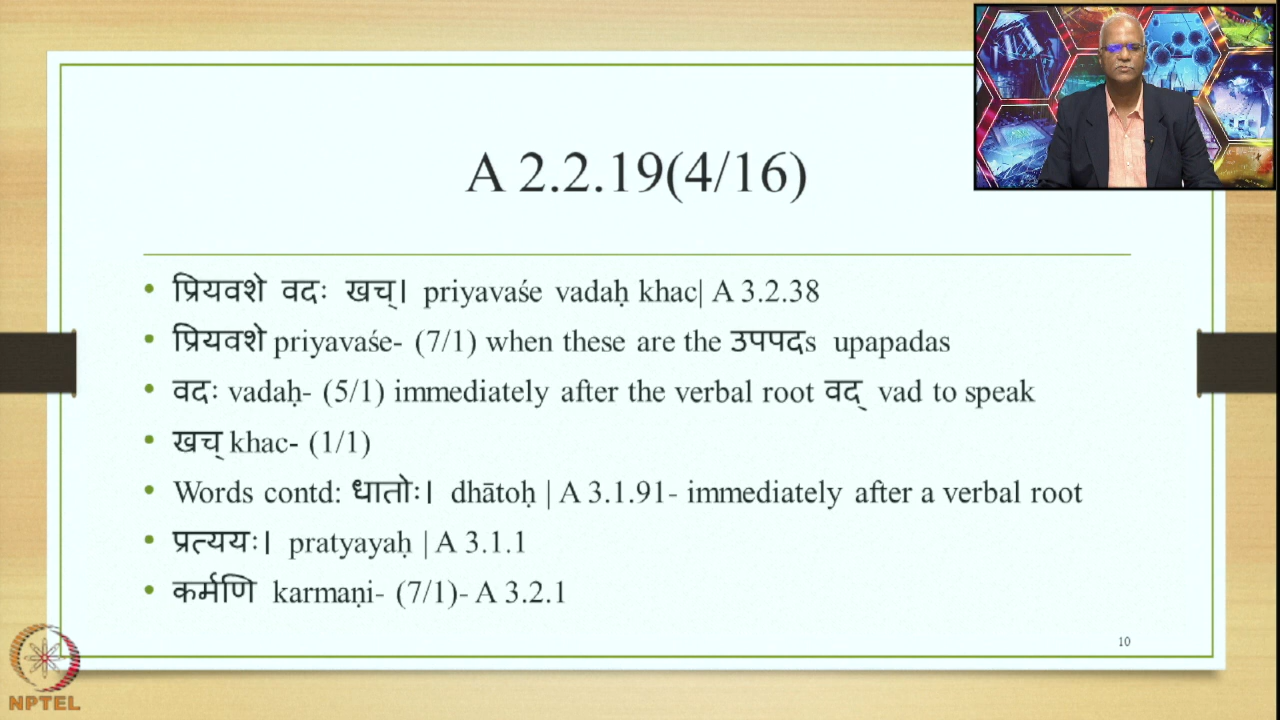 A 2.2.19(4/16)
• प्रियवशे वदः खच्। priyavaśe vadaḥ khac| A 3.2.38
• प्रियवशे priyavaśe- (7/1) when these are the उपपदs upapadas
• वदः vadaḥ- (5/1) immediately after the verbal root वद् vad to speak
• खच् khac- (1/1)
• Words contd: धातोः। dhātoḥ | A 3.1.91- immediately after a verbal root
• प्रत्ययः। pratyayaḥ | A 3.1.1
• कर्मणि karmaṇi- (7/1)- A 3.2.1
10
NPTEL